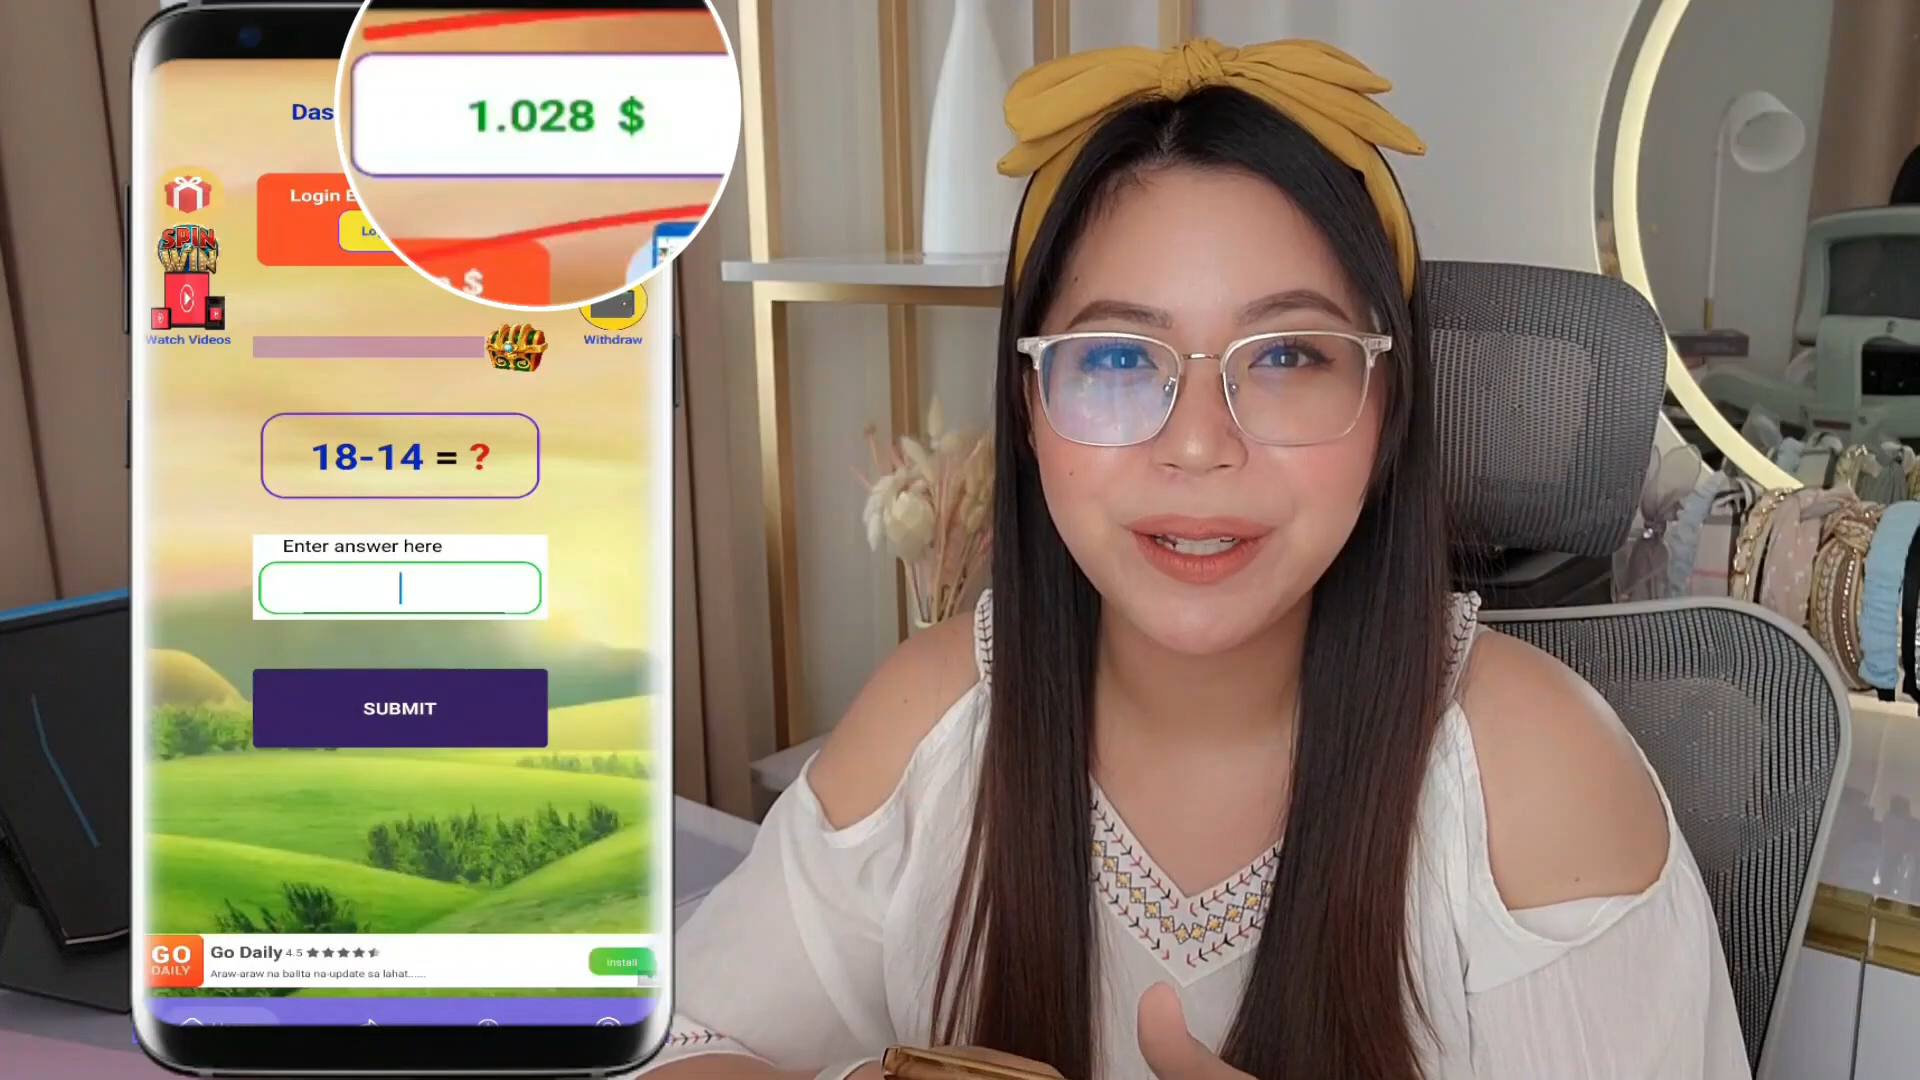 1.028 $
Das
Login E
Lo
$
SPIN
WIN
Watch Videos
Withdraw
18-14 = ?
Enter answer here
SUBMIT
GO
DAILY
Go Daily 4.5
Araw-araw na balita na-update sa lahat......
Install